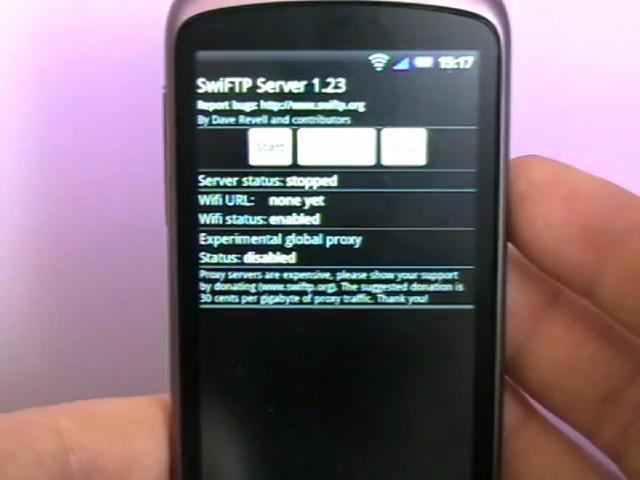 15:17
SwiFTP Server 1.23
Report bugs: http://www.swiftp.org
By Dave Revell and contributors
Start
Server status: stopped
Wifi URL: none yet
Wifi status: enabled
Experimental global proxy
Status: disabled
Proxy servers are expensive, please show your support
by donating (www.swiftp.org). The suggested donation is
30 cents per gigabyte of proxy traffic. Thank you!